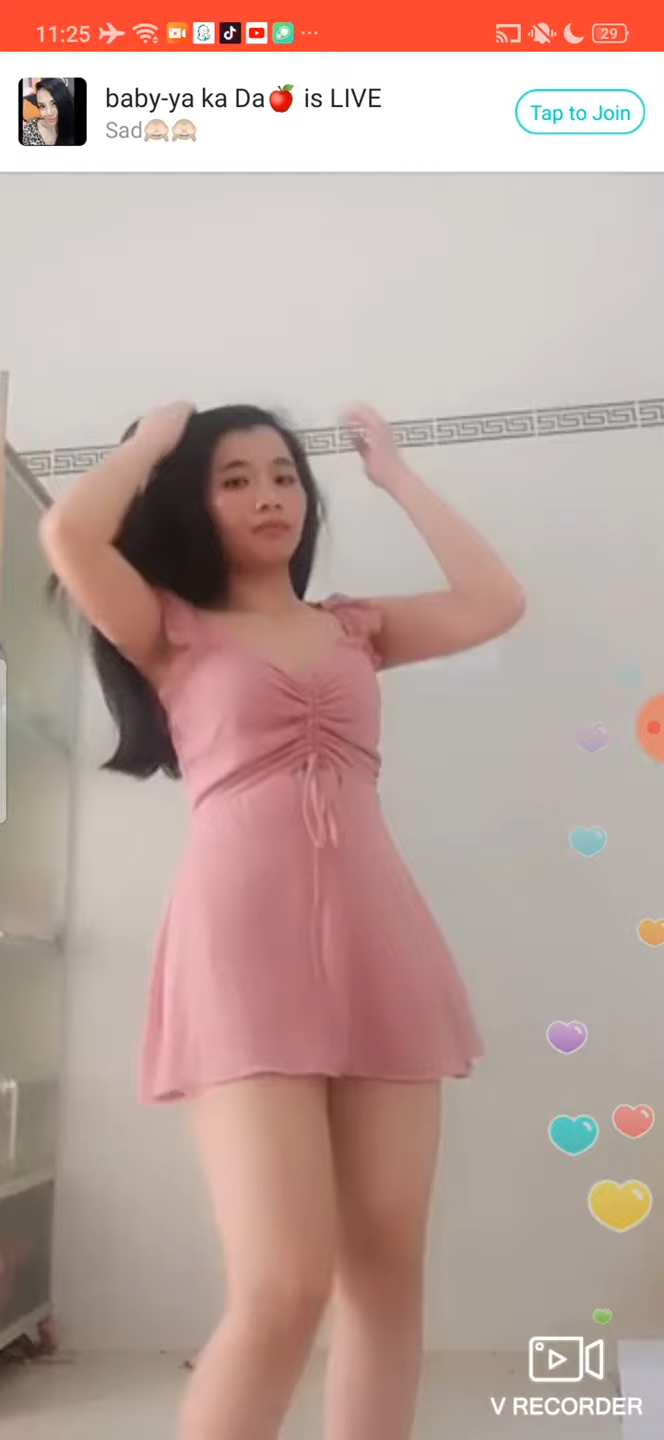 11:25
29
baby-ya ka Da🍎 is LIVE
Sad🙈🙈
Tap to Join
V RECORDER